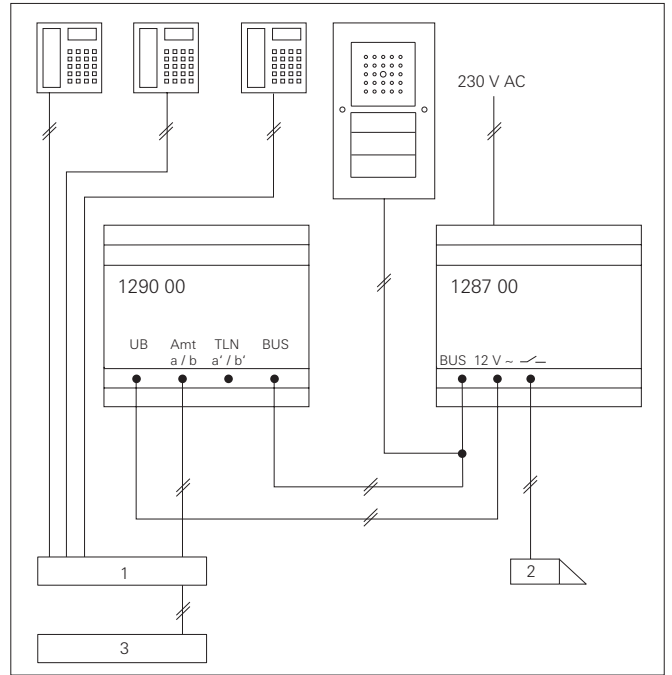 230 V AC
1290 00
UB Amt TLN BUS
a / b a‘ / b‘
1287 00
BUS 12 V ~
1
2
3